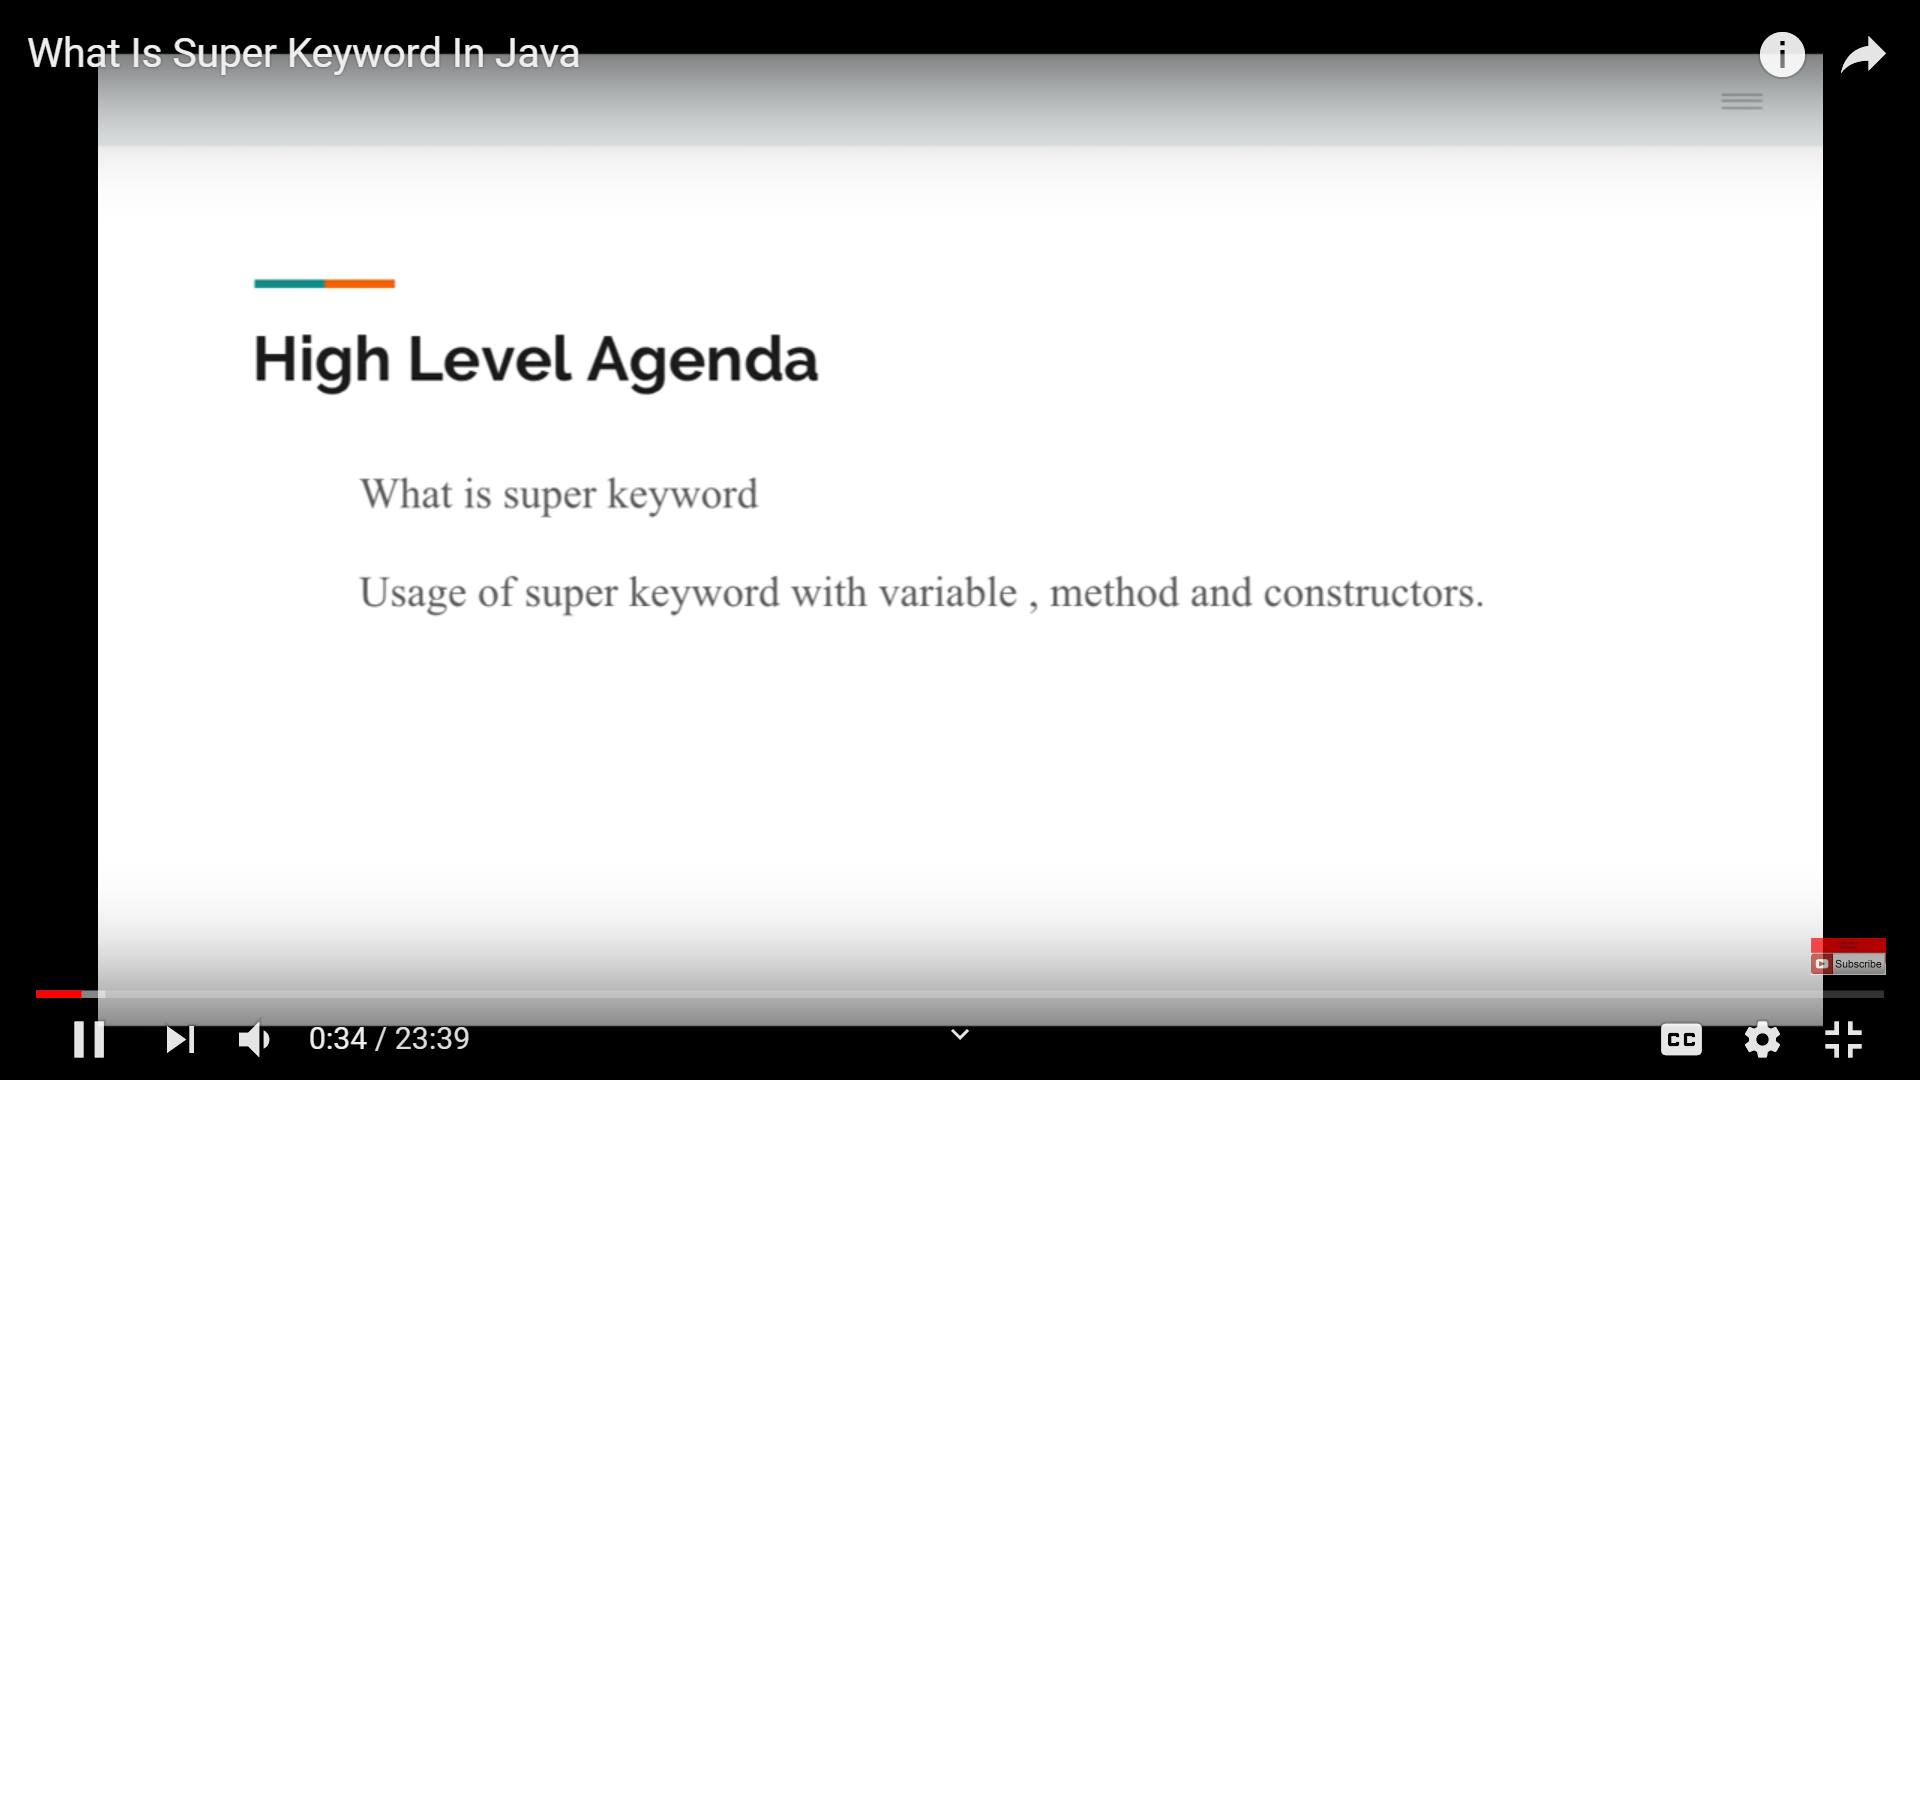 What Is Super Keyword In Java
High Level Agenda
What is super keyword
Usage of super keyword with variable , method and constructors.
Subscribe
0:34 / 23:39
CC